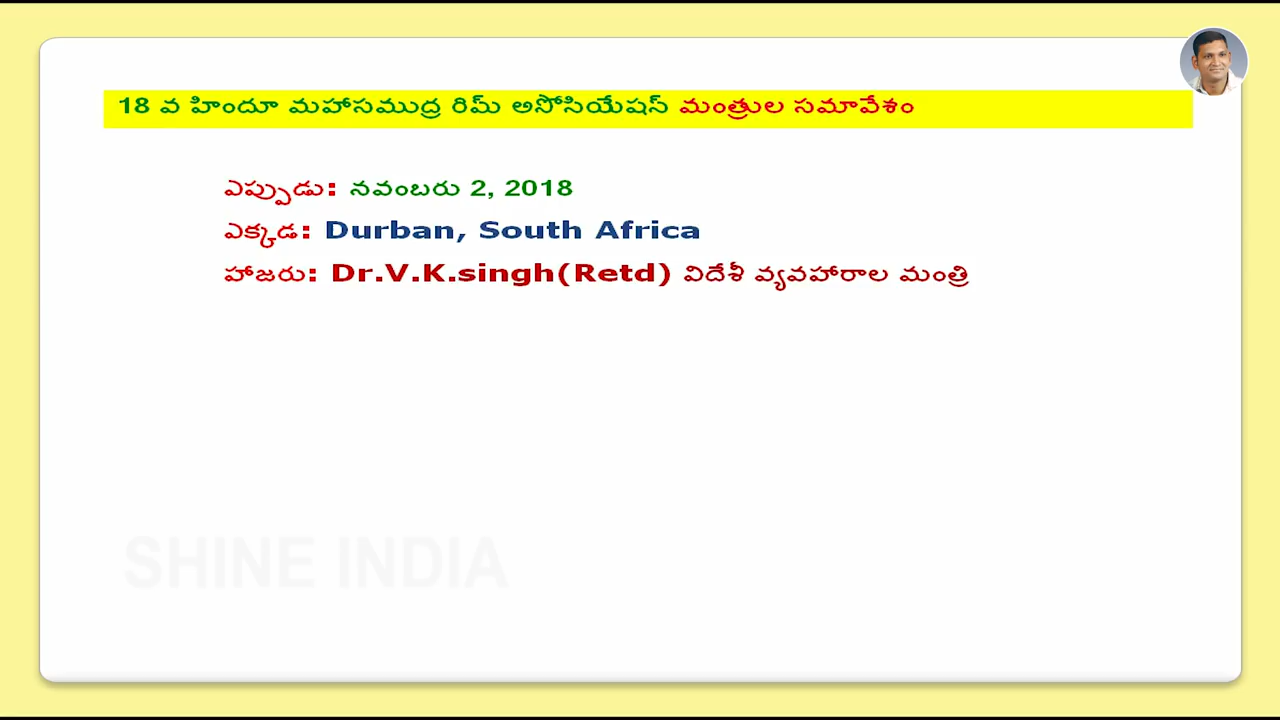 18 వ హిందూ మహాసముద్ర రిమ్ అసోసియేషన్ మంత్రుల సమావేశం
ఎప్పుడు: నవంబరు 2, 2018
ఎక్కడ: Durban, South Africa
హాజరు: Dr.V.K.singh(Retd) విదేశీ వ్యవహారాల మంత్రి
SHINE INDIA